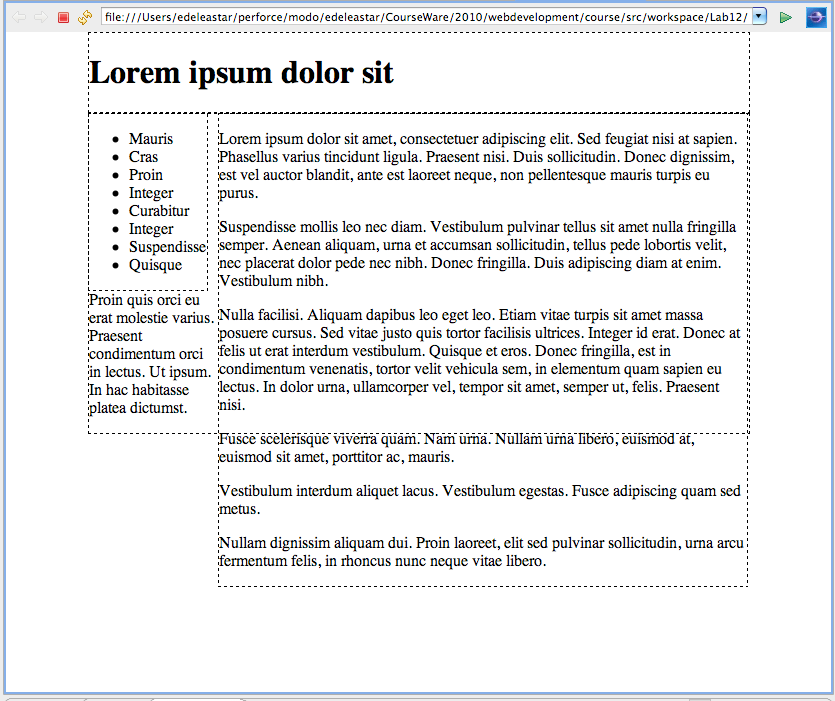 file:///Users/edeleastar/perforce/modo/edeleastar/CourseWare/2010/webdevelopment/course/src/workspace/Lab12/
Lorem ipsum dolor sit
Mauris
Cras
Proin
Integer
Curabitur
Integer
Suspendisse
Quisque
Proin quis orci eu
erat molestie varius.
Praesent
condimentum orci
in lectus. Ut ipsum.
In hac habitasse
platea dictumst.
Lorem ipsum dolor sit amet, consectetuer adipiscing elit. Sed feugiat nisi at sapien.
Phasellus varius tincidunt ligula. Praesent nisi. Duis sollicitudin. Donec dignissim,
est vel auctor blandit, ante est laoreet neque, non pellentesque mauris turpis eu
purus.
Suspendisse mollis leo nec diam. Vestibulum pulvinar tellus sit amet nulla fringilla
semper. Aenean aliquam, urna et accumsan sollicitudin, tellus pede lobortis velit,
nec placerat dolor pede nec nibh. Donec fringilla. Duis adipiscing diam at enim.
Vestibulum nibh.
Nulla facilisi. Aliquam dapibus leo eget leo. Etiam vitae turpis sit amet massa
posuere cursus. Sed vitae justo quis tortor facilisis ultrices. Integer id erat. Donec at
felis ut erat interdum vestibulum. Quisque et eros. Donec fringilla, est in
condimentum venenatis, tortor velit vehicula sem, in elementum quam sapien eu
lectus. In dolor urna, ullamcorper vel, tempor sit amet, semper ut, felis. Praesent
nisi.
Fusce scelerisque viverra quam. Nam urna. Nullam urna libero, euismod at,
euismod sit amet, porttitor ac, mauris.
Vestibulum interdum aliquet lacus. Vestibulum egestas. Fusce adipiscing quam sed
metus.
Nullam dignissim aliquam dui. Proin laoreet, elit sed pulvinar sollicitudin, urna arcu
fermentum felis, in rhoncus nunc neque vitae libero.